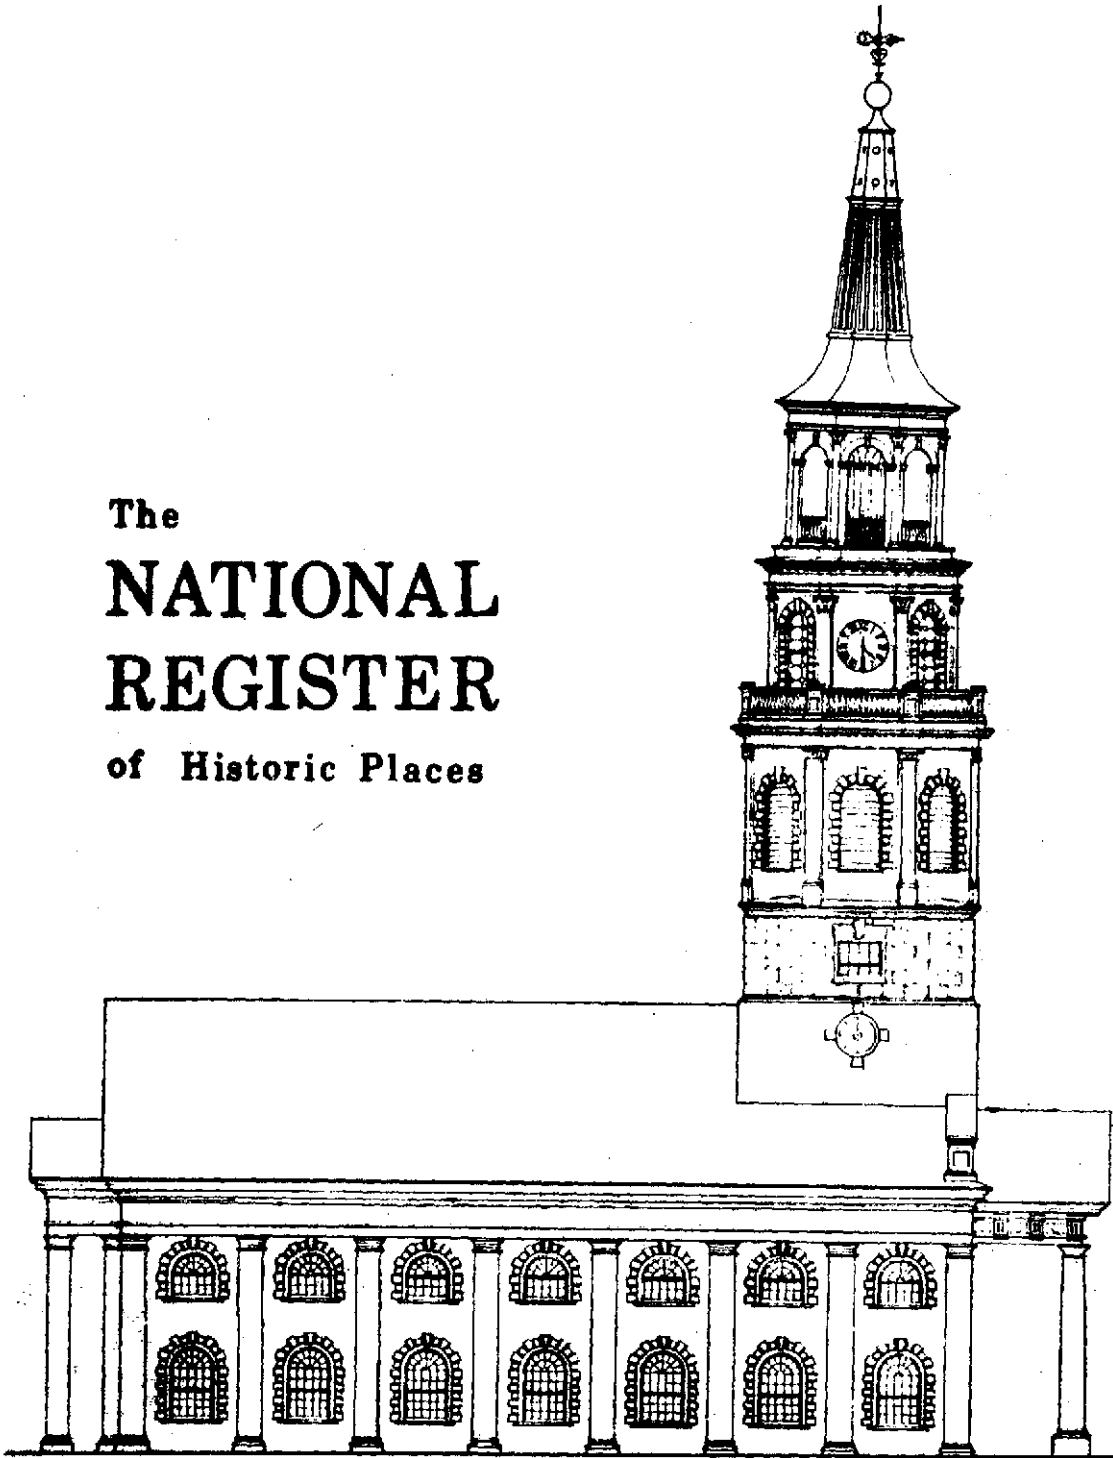 The
NATIONAL
REGISTER
of Historic Places